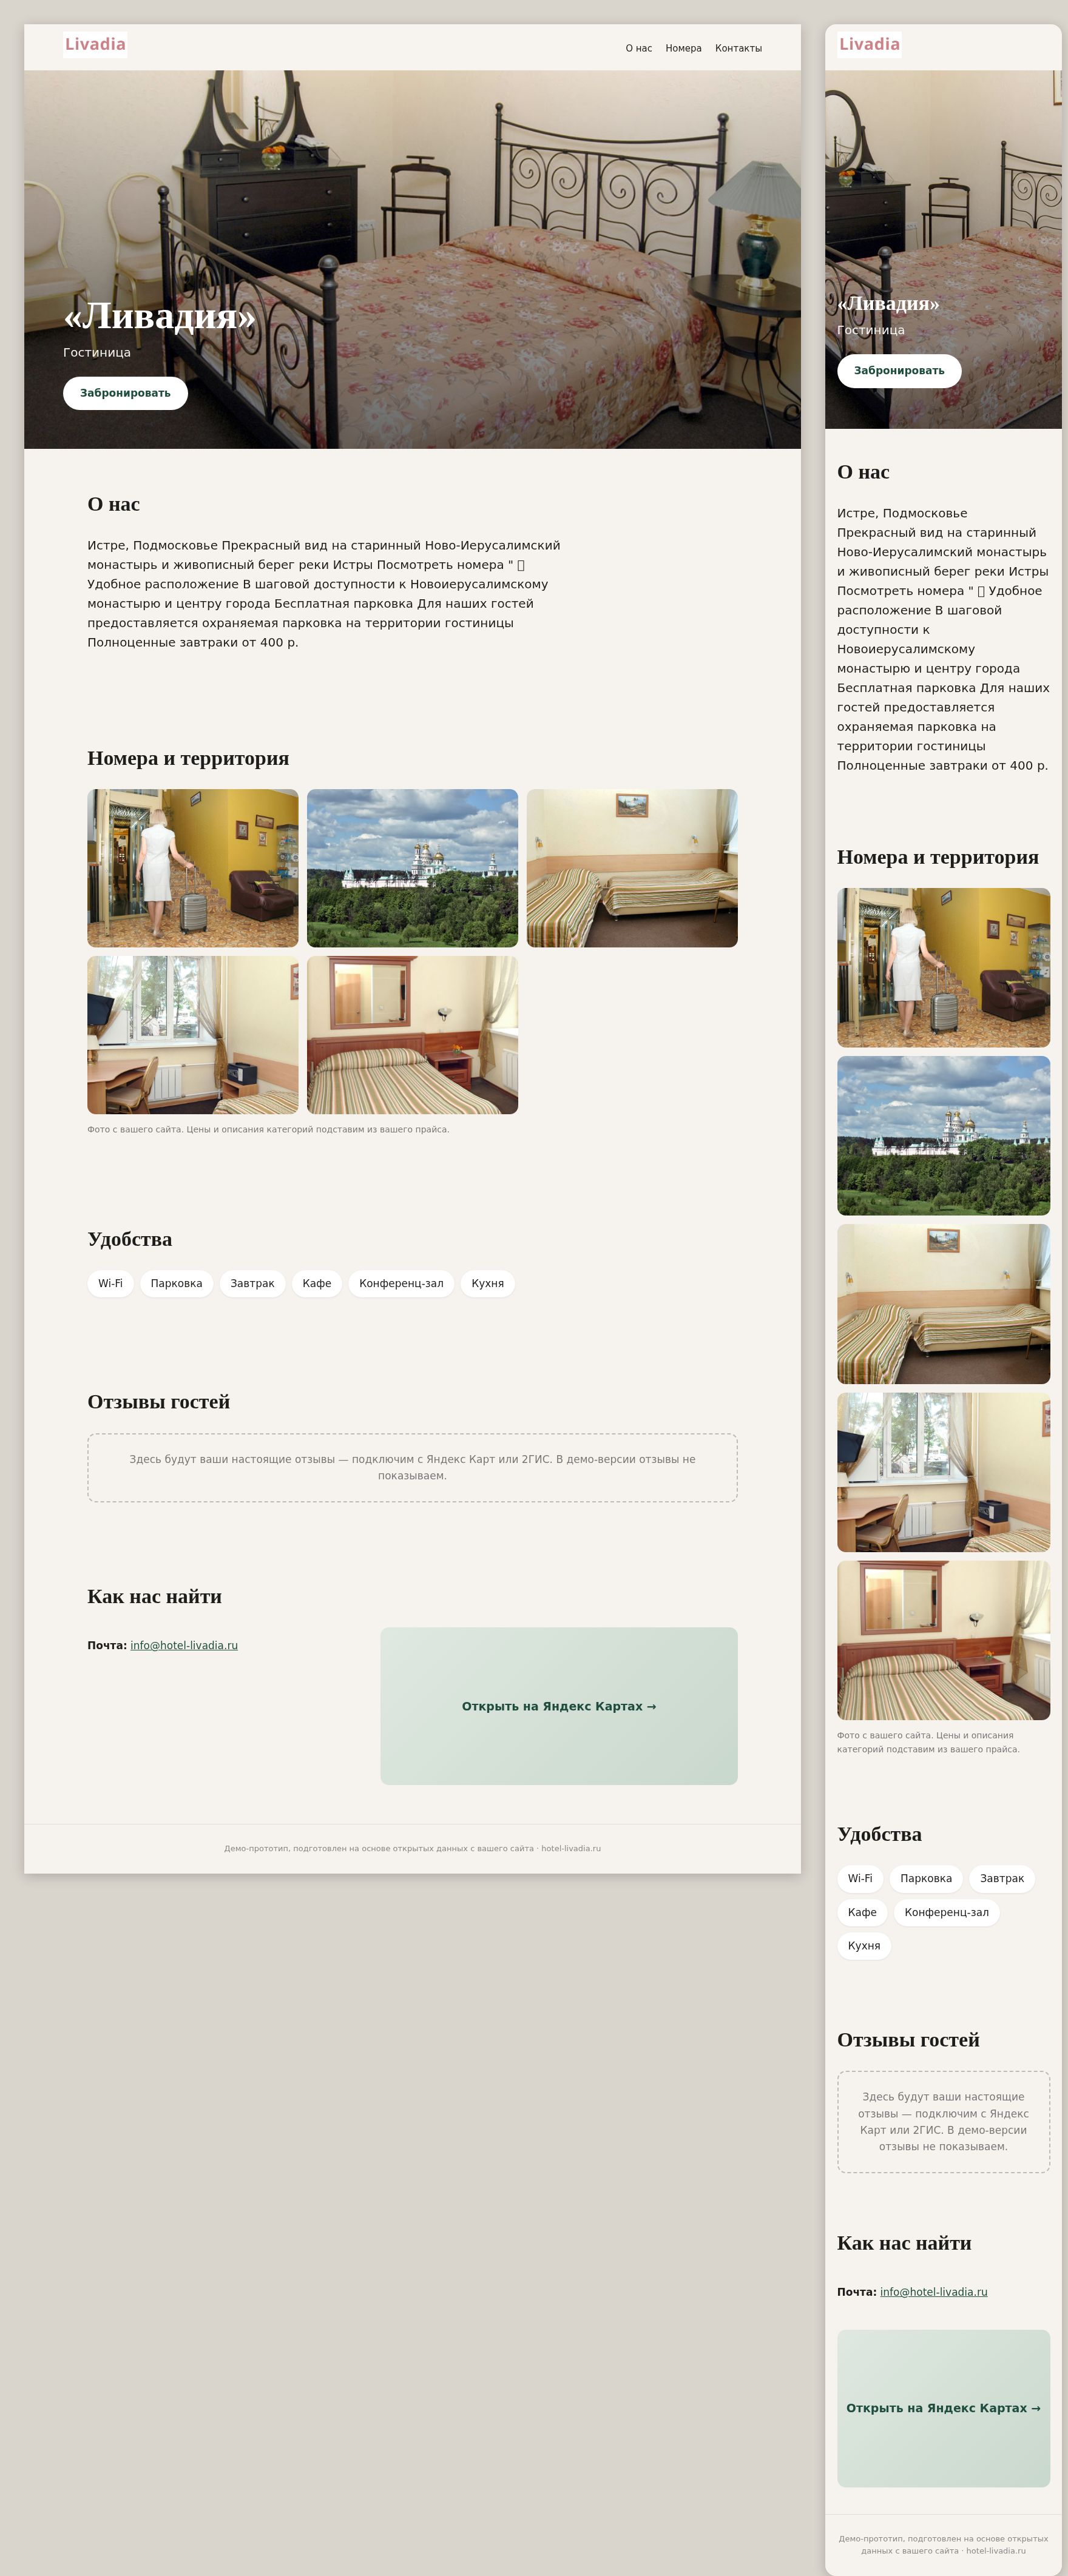 Livadia
О нас Номера Контакты
«Ливадия»
Гостиница
Забронировать
О нас
Истре, Подмосковье Прекрасный вид на старинный Ново-Иерусалимский
монастырь и живописный берег реки Истры Посмотреть номера "
Удобное расположение В шаговой доступности к Новоиерусалимскому
монастырю и центру города Бесплатная парковка Для наших гостей
предоставляется охраняемая парковка на территории гостиницы
Полноценные завтраки от 400 р.
Номера и территория
Фото с вашего сайта. Цены и описания категорий подставим из вашего прайса.
Удобства
Wi-Fi
Парковка
Завтрак
Кафе
Конференц-зал
Кухня
Отзывы гостей
Здесь будут ваши настоящие отзывы — подключим с Яндекс Карт или 2ГИС. В демо-версии отзывы не
показываем.
Как нас найти
Почта: info@hotel-livadia.ru
Открыть на Яндекс Картах →
Демо-прототип, подготовлен на основе открытых данных с вашего сайта · hotel-livadia.ru
Livadia
«Ливадия»
Гостиница
Забронировать
О нас
Истре, Подмосковье
Прекрасный вид на старинный
Ново-Иерусалимский монастырь
и живописный берег реки Истры
Посмотреть номера " Удобное
расположение В шаговой
доступности к
Новоиерусалимскому
монастырю и центру города
Бесплатная парковка Для наших
гостей предоставляется
охраняемая парковка на
территории гостиницы
Полноценные завтраки от 400 р.
Номера и территория
Фото с вашего сайта. Цены и описания
категорий подставим из вашего прайса.
Удобства
Wi-Fi
Парковка
Завтрак
Кафе
Конференц-зал
Кухня
Отзывы гостей
Здесь будут ваши настоящие
отзывы — подключим с Яндекс
Карт или 2ГИС. В демо-версии
отзывы не показываем.
Как нас найти
Почта: info@hotel-livadia.ru
Открыть на Яндекс Картах →
Демо-прототип, подготовлен на основе открытых
данных с вашего сайта · hotel-livadia.ru